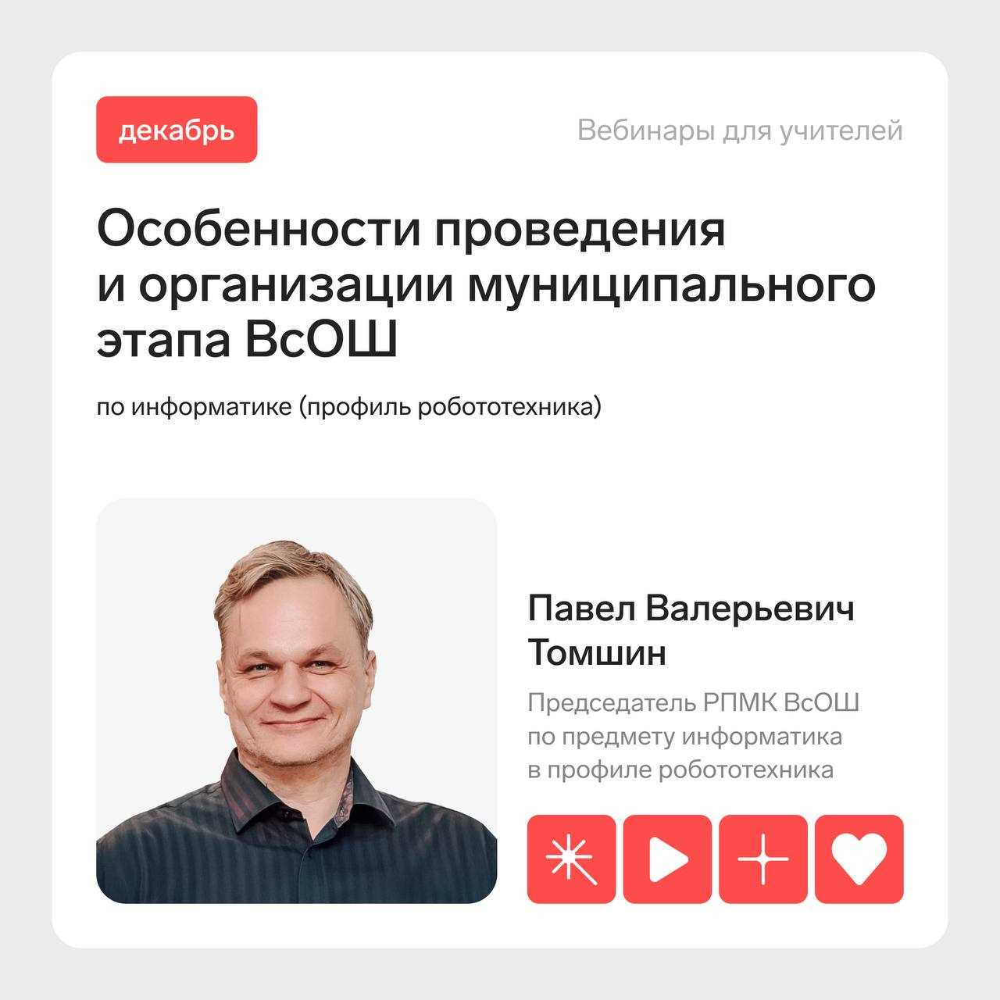 декабрь
Вебинары для учителей
Особенности проведения
и организации муниципального
этапа ВсОШ
по информатике (профиль робототехника)
Павел Валерьевич
Томшин
Председатель РПМК ВсОШ
по предмету информатика
в профиле робототехника